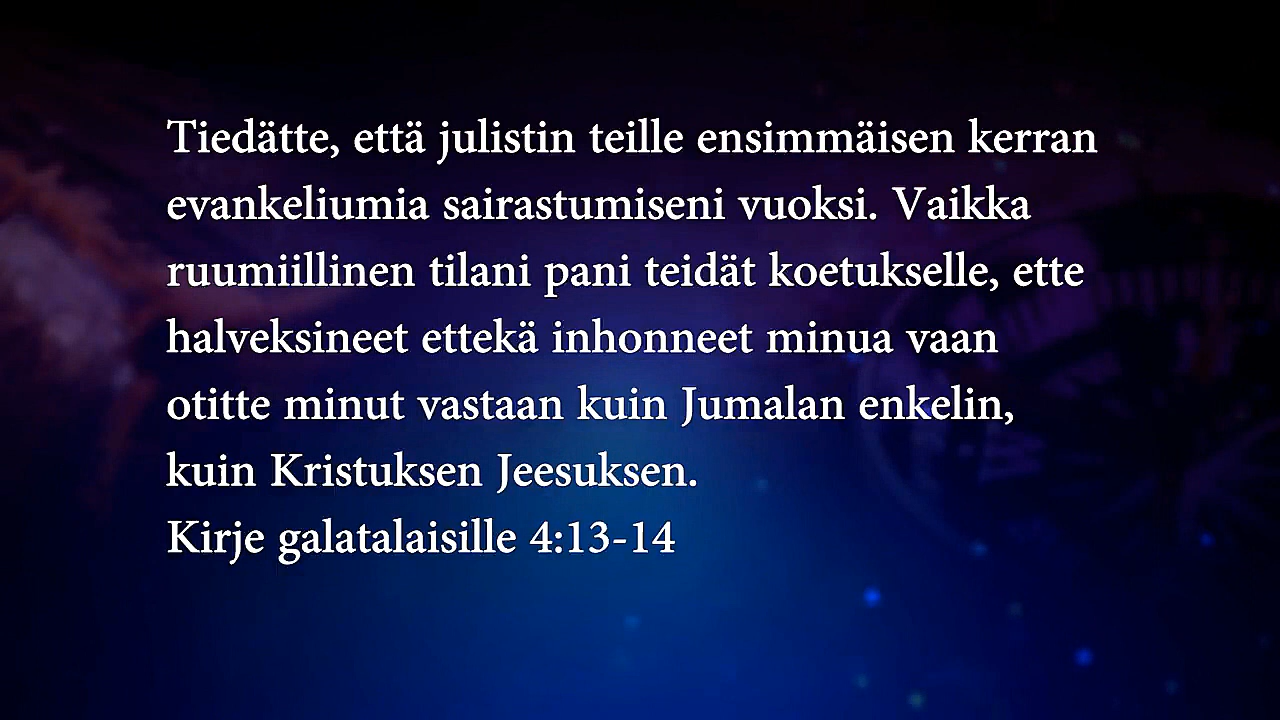 Tiedätte, että julistin teille ensimmäisen kerran
evankeliumia sairastumiseni vuoksi. Vaikka
ruumiillinen tilani pani teidät koetukselle, ette
halveksineet ettekä inhonneet minua vaan
otitte minut vastaan kuin Jumalan enkelin,
kuin Kristuksen Jeesuksen.
Kirje galatalaisille 4:13-14